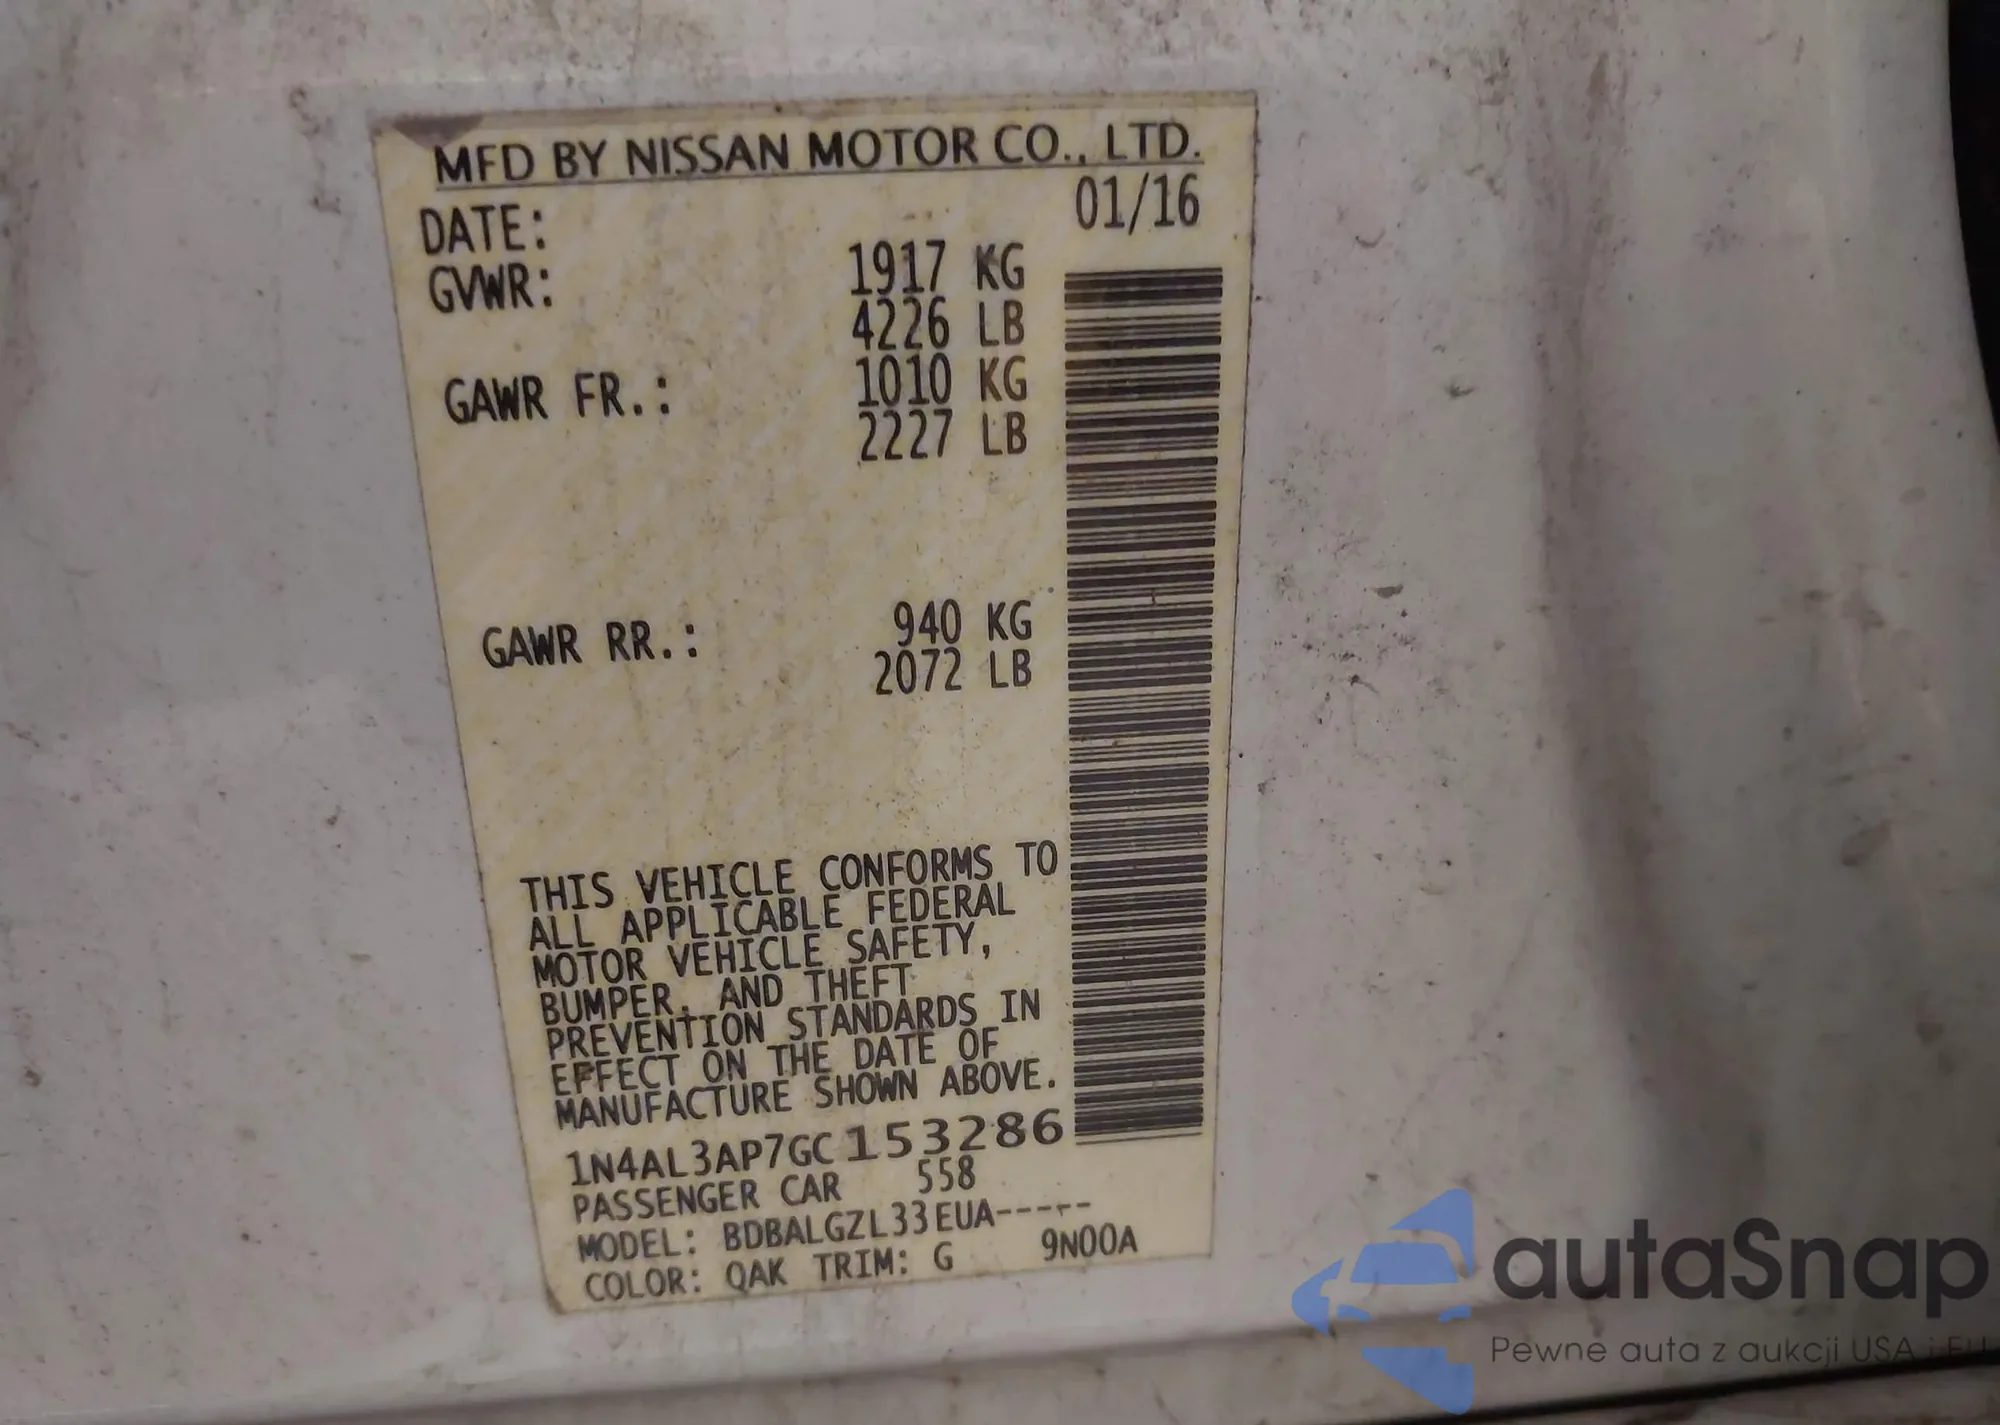 MFD BY NISSAN MOTOR CO., LTD.
DATE: 01/16
GVWR: 1917 KG
4226 LB
GAWR FR.: 1010 KG
2227 LB
GAWR RR.: 940 KG
2072 LB
THIS VEHICLE CONFORMS TO
ALL APPLICABLE FEDERAL
MOTOR VEHICLE SAFETY,
BUMPER, AND THEFT
PREVENTION STANDARDS IN
EFFECT ON THE DATE OF
MANUFACTURE SHOWN ABOVE.
1N4AL3AP7GC153286
PASSENGER CAR 558
MODEL: BDBALGZL33EUA-----
COLOR: QAK TRIM: G 9N00A
autaSnap
Pewne auta z aukcji USA i EU